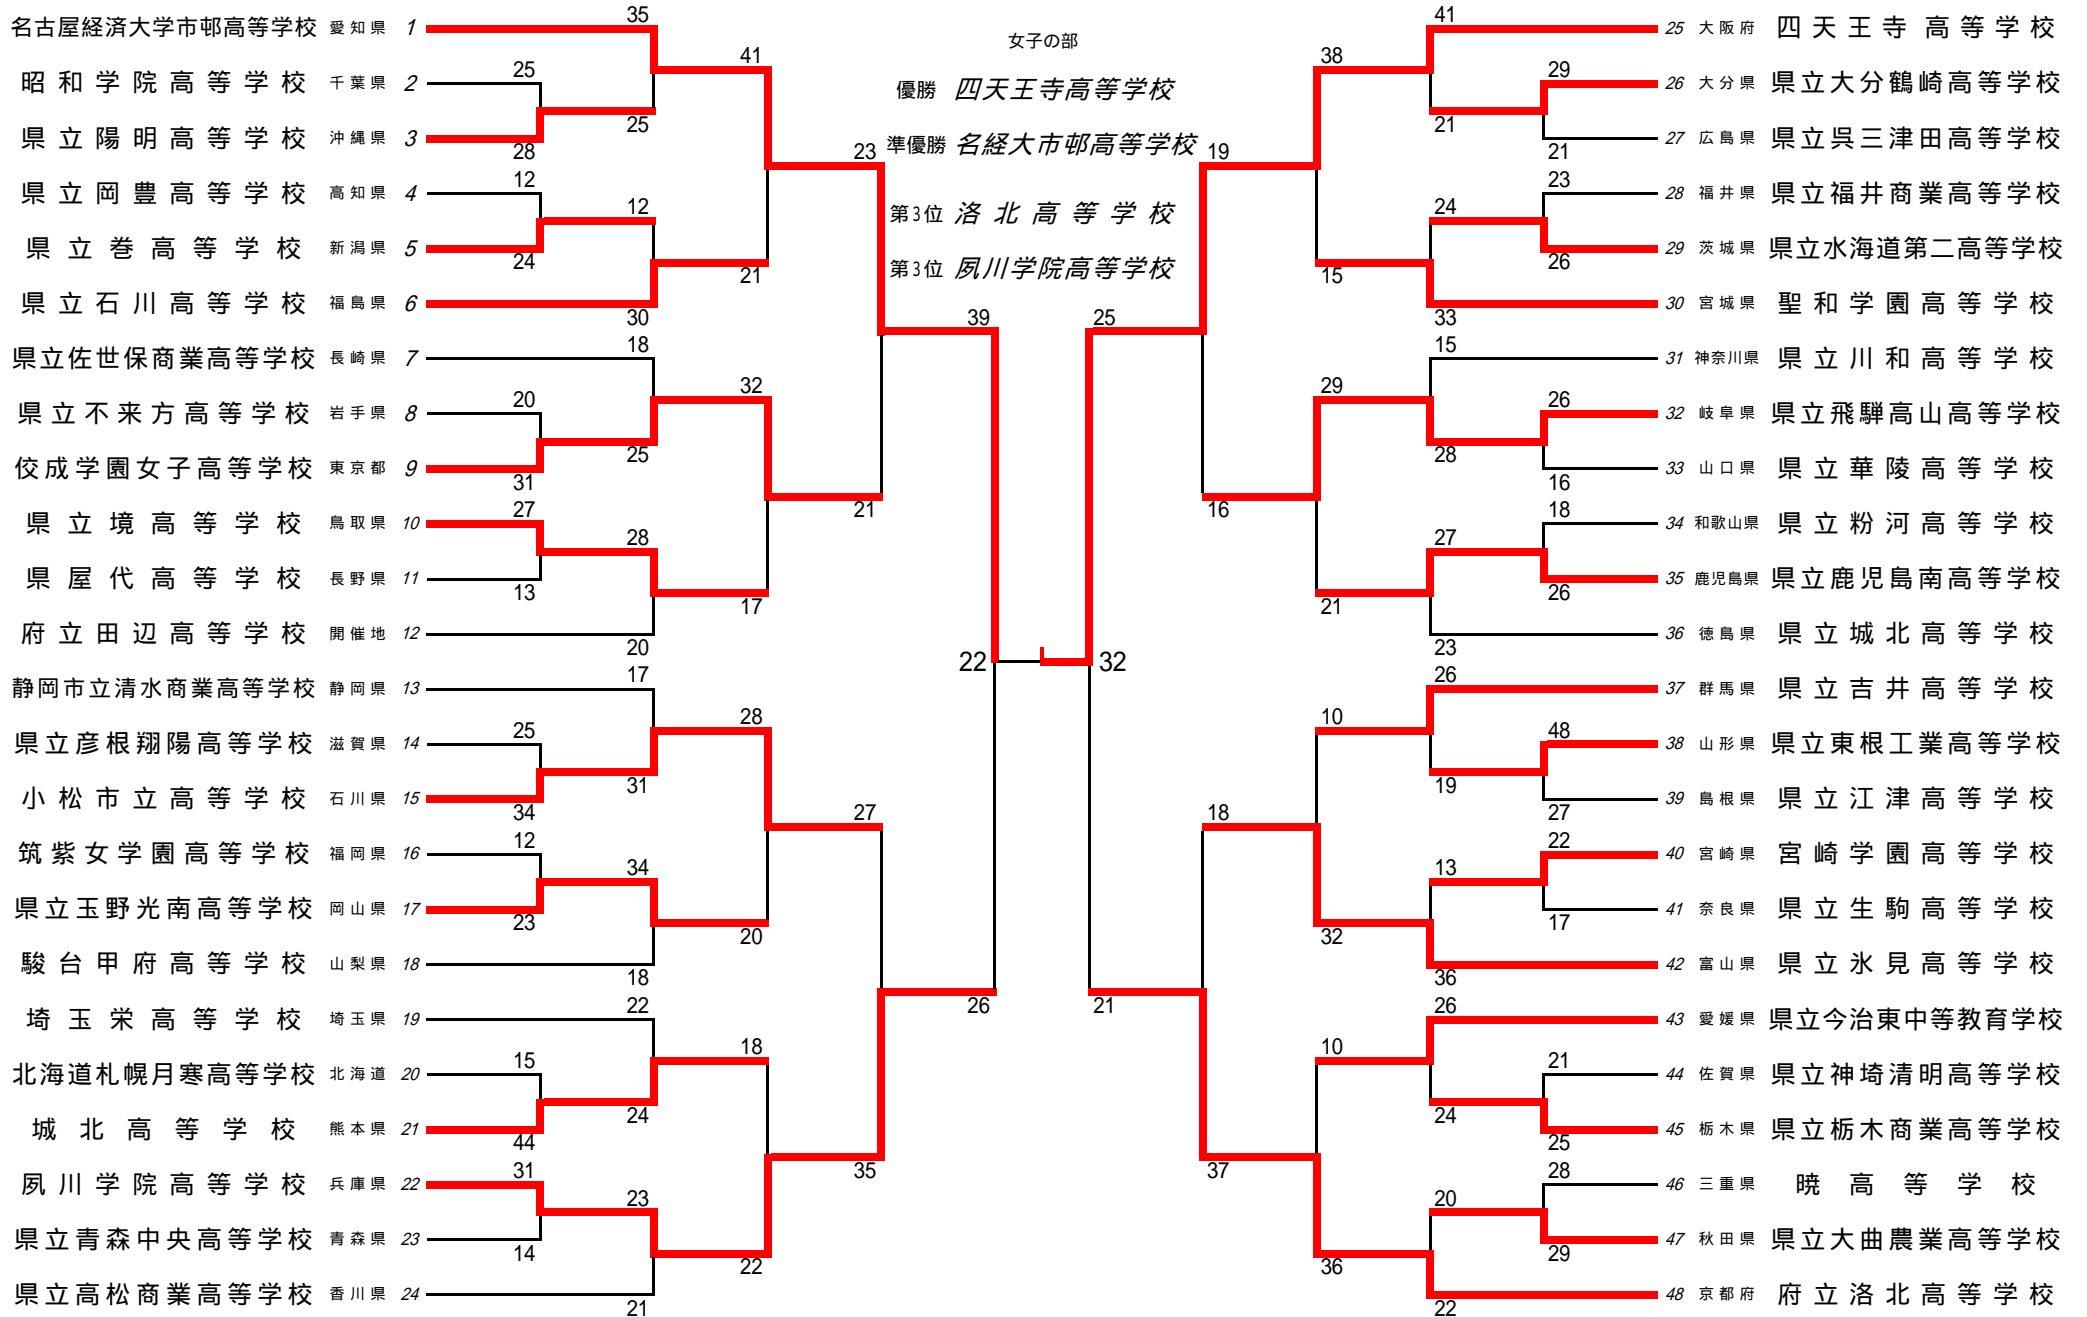 女子の部
優勝 四天王寺高等学校
準優勝 名経大市邨高等学校
第3位 洛北高等学校
第3位 夙川学院高等学校
名古屋経済大学市邨高等学校 愛知県 1
昭和学院高等学校 千葉県 2
県立陽明高等学校 沖縄県 3
県立岡豊高等学校 高知県 4
県立巻高等学校 新潟県 5
県立石川高等学校 福島県 6
県立佐世保商業高等学校 長崎県 7
県立不来方高等学校 岩手県 8
佼成学園女子高等学校 東京都 9
県立境高等学校 鳥取県 10
県屋代高等学校 長野県 11
府立田辺高等学校 開催地 12
静岡市立清水商業高等学校 静岡県 13
県立彦根翔陽高等学校 滋賀県 14
小松市立高等学校 石川県 15
筑紫女学園高等学校 福岡県 16
県立玉野光南高等学校 岡山県 17
駿台甲府高等学校 山梨県 18
埼玉栄高等学校 埼玉県 19
北海道札幌月寒高等学校 北海道 20
城北高等学校 熊本県 21
夙川学院高等学校 兵庫県 22
県立青森中央高等学校 青森県 23
県立高松商業高等学校 香川県 24
25 28
12 24
20 31
27 13
25 34
12 23
15 44
31 14
35 25
12 30
18 25
28 20
17 31
34 18
22 24
23 21
41 21
32 17
28 20
18 22
23 21
27 35
39 26
22 32
25 21
19 16
18 37
38 15
29 21
10 32
10 36
41 21
24 33
15 28
27 23
26 19
13 36
26 24
20 22
29 21
23 26
26 16
18 26
48 27
22 17
21 25
28 29
25 大阪府 四天王寺高等学校
26 大分県 県立大分鶴崎高等学校
27 広島県 県立呉三津田高等学校
28 福井県 県立福井商業高等学校
29 茨城県 県立水海道第二高等学校
30 宮城県 聖和学園高等学校
31 神奈川県 県立川和高等学校
32 岐阜県 県立飛騨高山高等学校
33 山口県 県立華陵高等学校
34 和歌山県 県立粉河高等学校
35 鹿児島県 県立鹿児島南高等学校
36 徳島県 県立城北高等学校
37 群馬県 県立吉井高等学校
38 山形県 県立東根工業高等学校
39 島根県 県立江津高等学校
40 宮崎県 宮崎学園高等学校
41 奈良県 県立生駒高等学校
42 富山県 県立氷見高等学校
43 愛媛県 県立今治東中等教育学校
44 佐賀県 県立神埼清明高等学校
45 栃木県 県立栃木商業高等学校
46 三重県 暁高等学校
47 秋田県 県立大曲農業高等学校
48 京都府 府立洛北高等学校